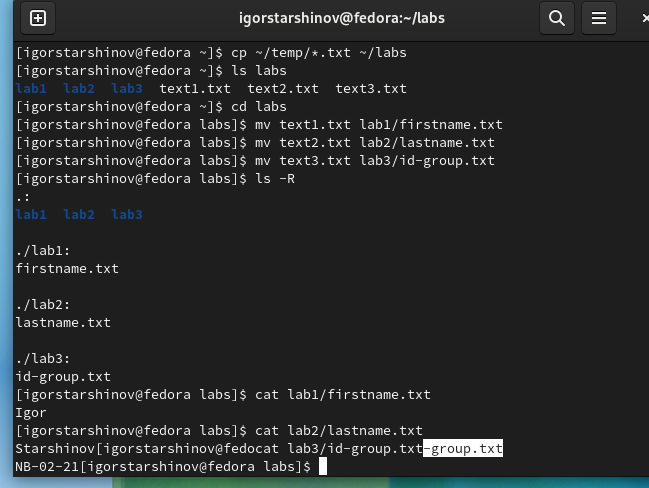 igorstarshinov@fedora:~/labs
[igorstarshinov@fedora ~]$ cp ~/temp/*.txt ~/labs
[igorstarshinov@fedora ~]$ ls labs
lab1  lab2  lab3  text1.txt  text2.txt  text3.txt
[igorstarshinov@fedora ~]$ cd labs
[igorstarshinov@fedora labs]$ mv text1.txt lab1/firstname.txt
[igorstarshinov@fedora labs]$ mv text2.txt lab2/lastname.txt
[igorstarshinov@fedora labs]$ mv text3.txt lab3/id-group.txt
[igorstarshinov@fedora labs]$ ls -R
.:
lab1  lab2  lab3
./lab1:
firstname.txt
./lab2:
lastname.txt
./lab3:
id-group.txt
[igorstarshinov@fedora labs]$ cat lab1/firstname.txt
Igor
[igorstarshinov@fedora labs]$ cat lab2/lastname.txt
Starshinov[igorstarshinov@fedocat lab3/id-group.txt-group.txt
NB-02-21[igorstarshinov@fedora labs]$